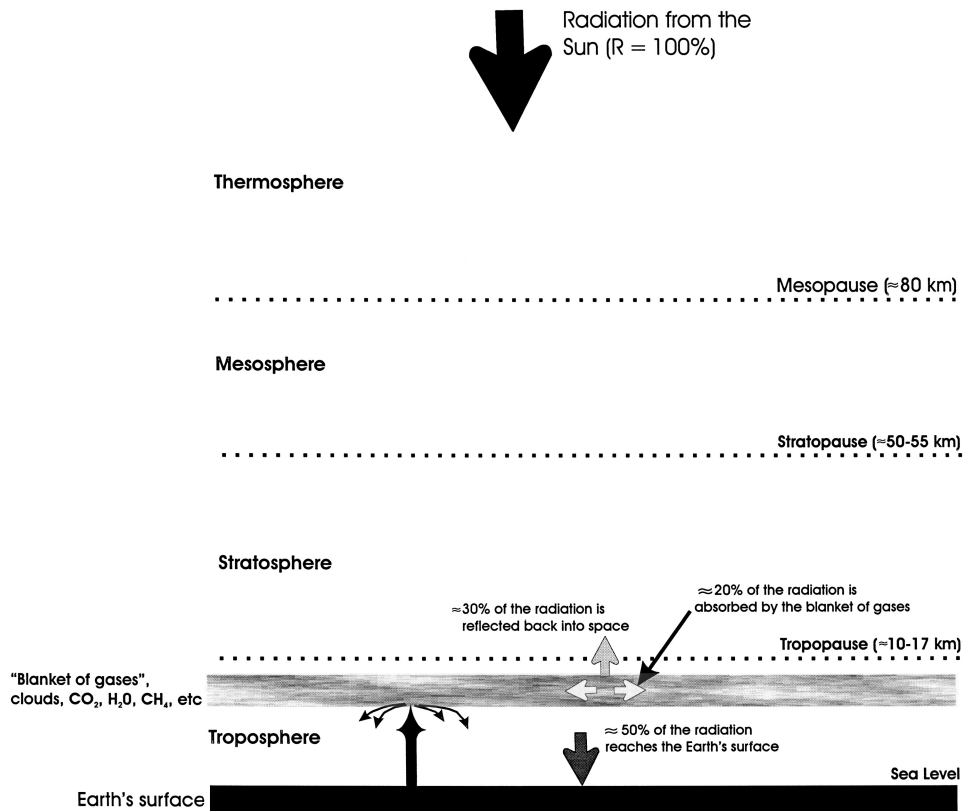 Radiation from the
Sun (R = 100%)
Thermosphere
Mesopause (≈80 km)
Mesosphere
Stratopause (≈50-55 km)
Stratosphere
≈20% of the radiation is
absorbed by the blanket of gases
≈30% of the radiation is
reflected back into space
Tropopause (≈10-17 km)
"Blanket of gases",
clouds, CO₂, H₂0, CH₄, etc
Troposphere
≈ 50% of the radiation
reaches the Earth's surface
Sea Level
Earth's surface